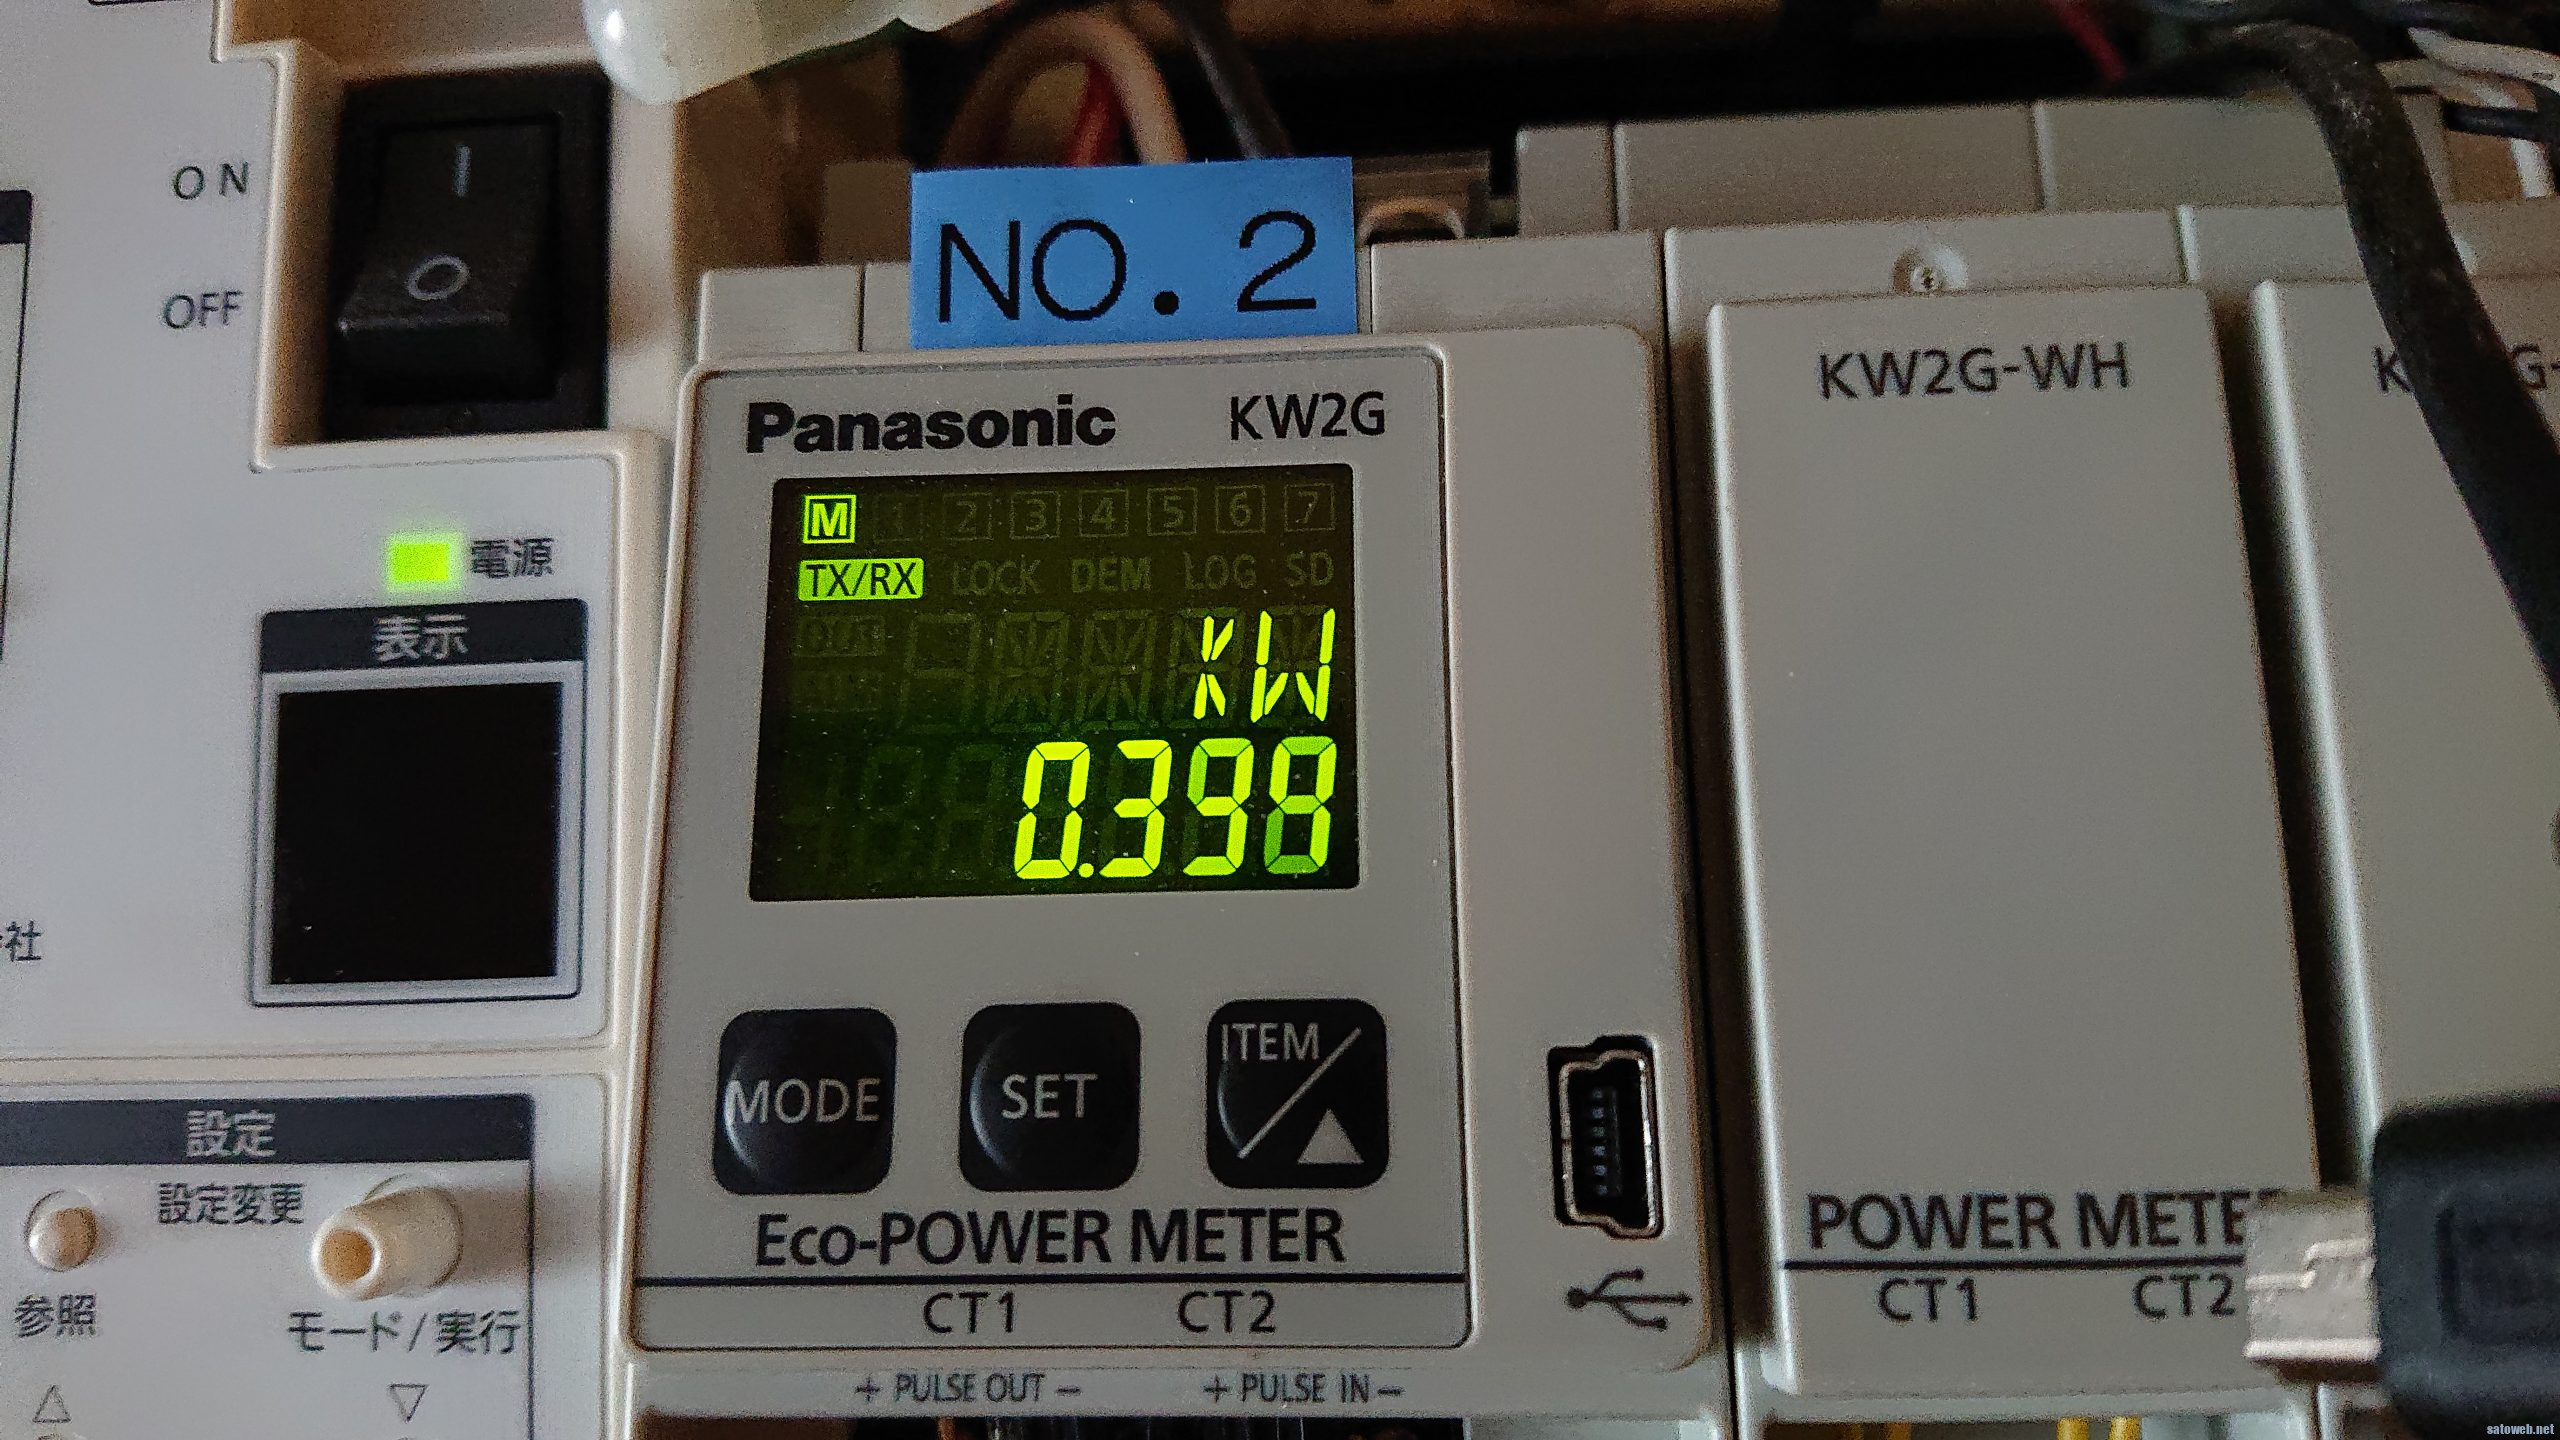 ON
OFF
電源
表示
社
設定
設定変更
参照
モード/実行
NO.2
Panasonic KW2G
M 1 2 3 4 5 6 7
TX/RX LOCK DEM LOG SD
kW
0.398
MODE SET ITEM
Eco-POWER METER
CT1 CT2
+ PULSE OUT − + PULSE IN −
KW2G-WH
POWER METE
CT1 CT2
satoweb.net